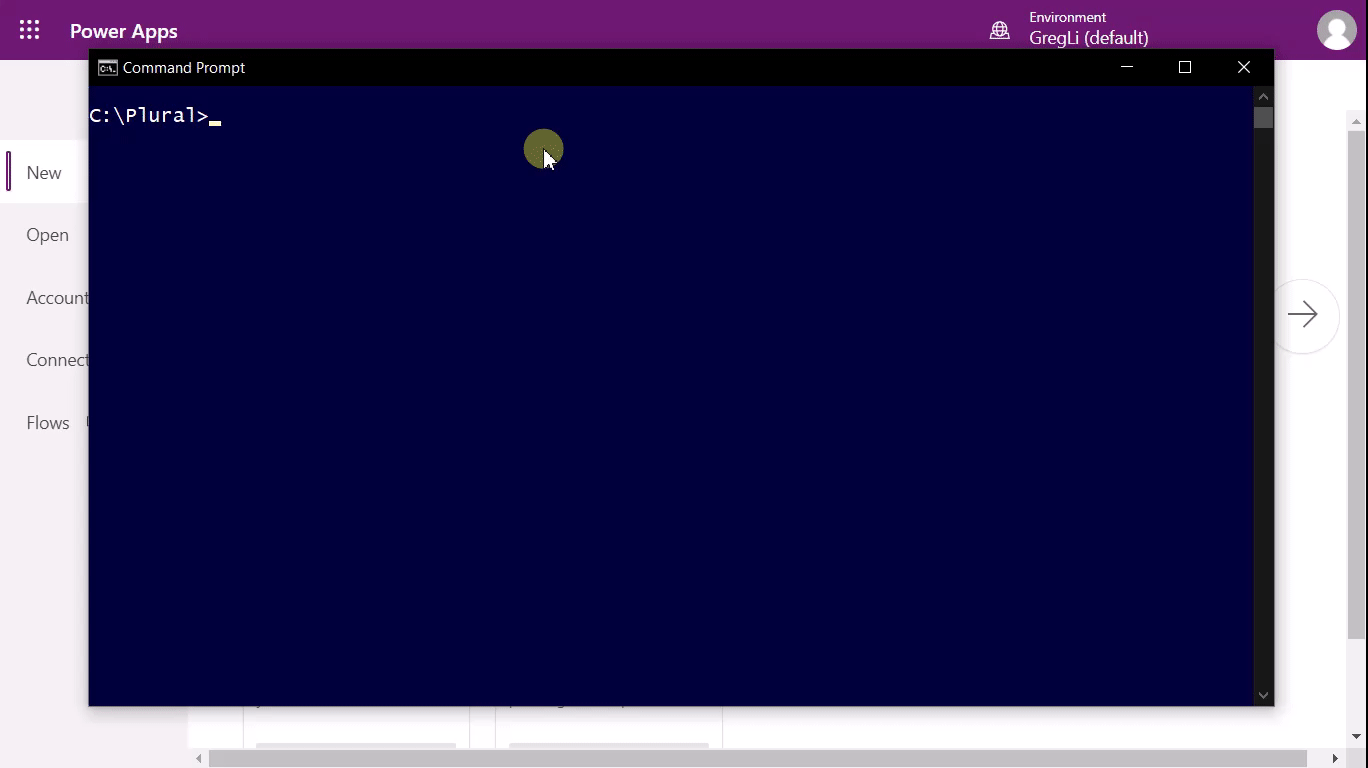 Power Apps
Environment
GregLi (default)
Command Prompt
C:\Plural>
New
Open
Account
Connect
Flows